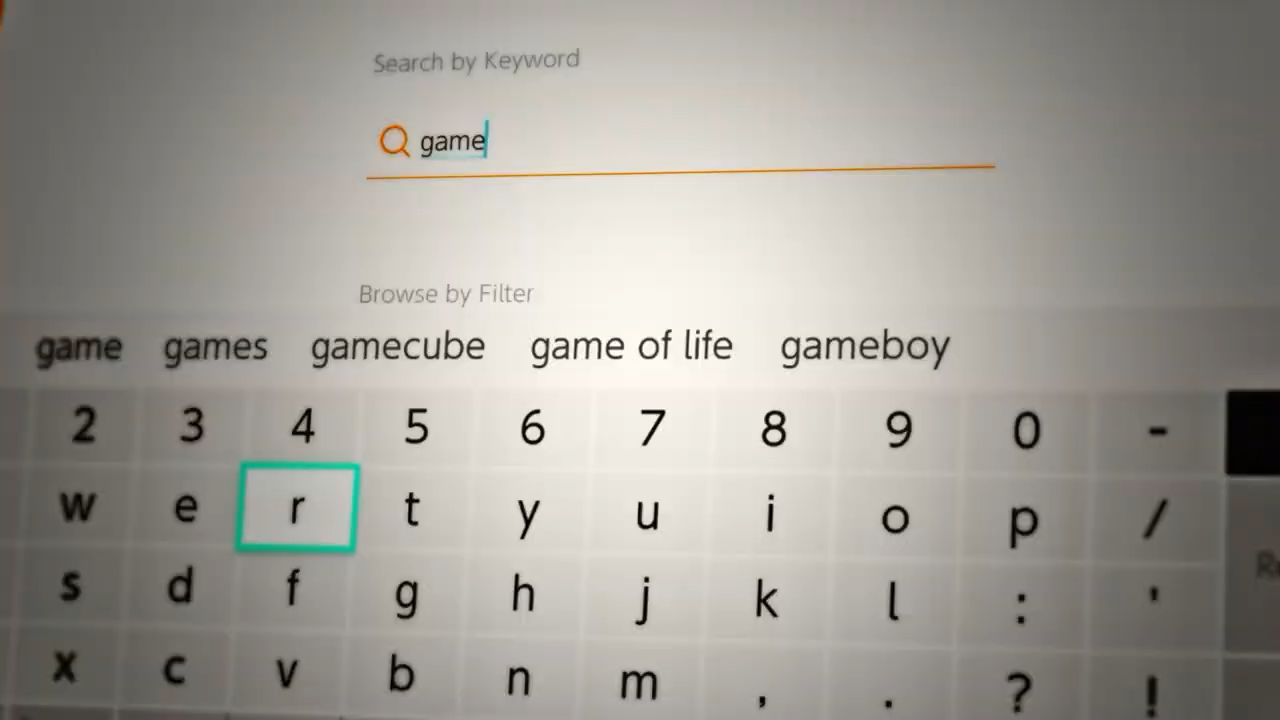 Search by Keyword
game
Browse by Filter
game games gamecube game of life gameboy
2 3 4 5 6 7 8 9 0 -
w e r t y u i o p /
s d f g h j k l : '
x c v b n m , . ? !